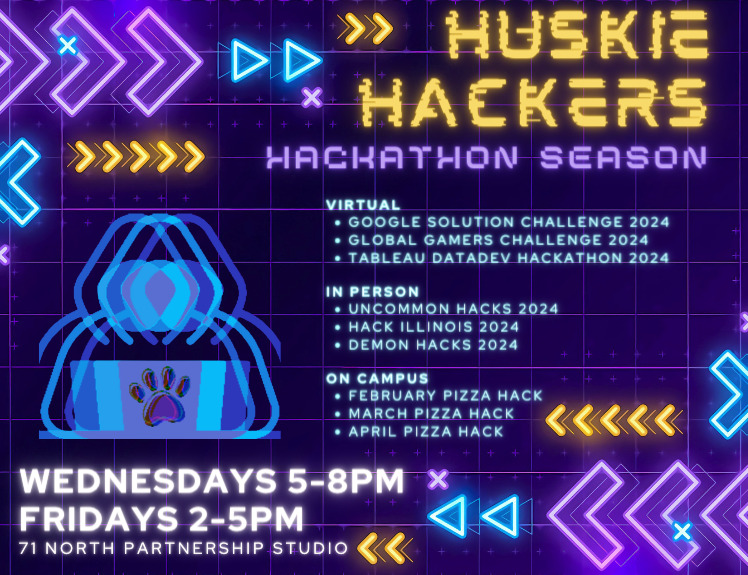 HUSKIE
HACKERS
HACKATHON SEASON
VIRTUAL
• GOOGLE SOLUTION CHALLENGE 2024
• GLOBAL GAMERS CHALLENGE 2024
• TABLEAU DATADEV HACKATHON 2024
IN PERSON
• UNCOMMON HACKS 2024
• HACK ILLINOIS 2024
• DEMON HACKS 2024
ON CAMPUS
• FEBRUARY PIZZA HACK
• MARCH PIZZA HACK
• APRIL PIZZA HACK
WEDNESDAYS 5-8PM
FRIDAYS 2-5PM
71 NORTH PARTNERSHIP STUDIO